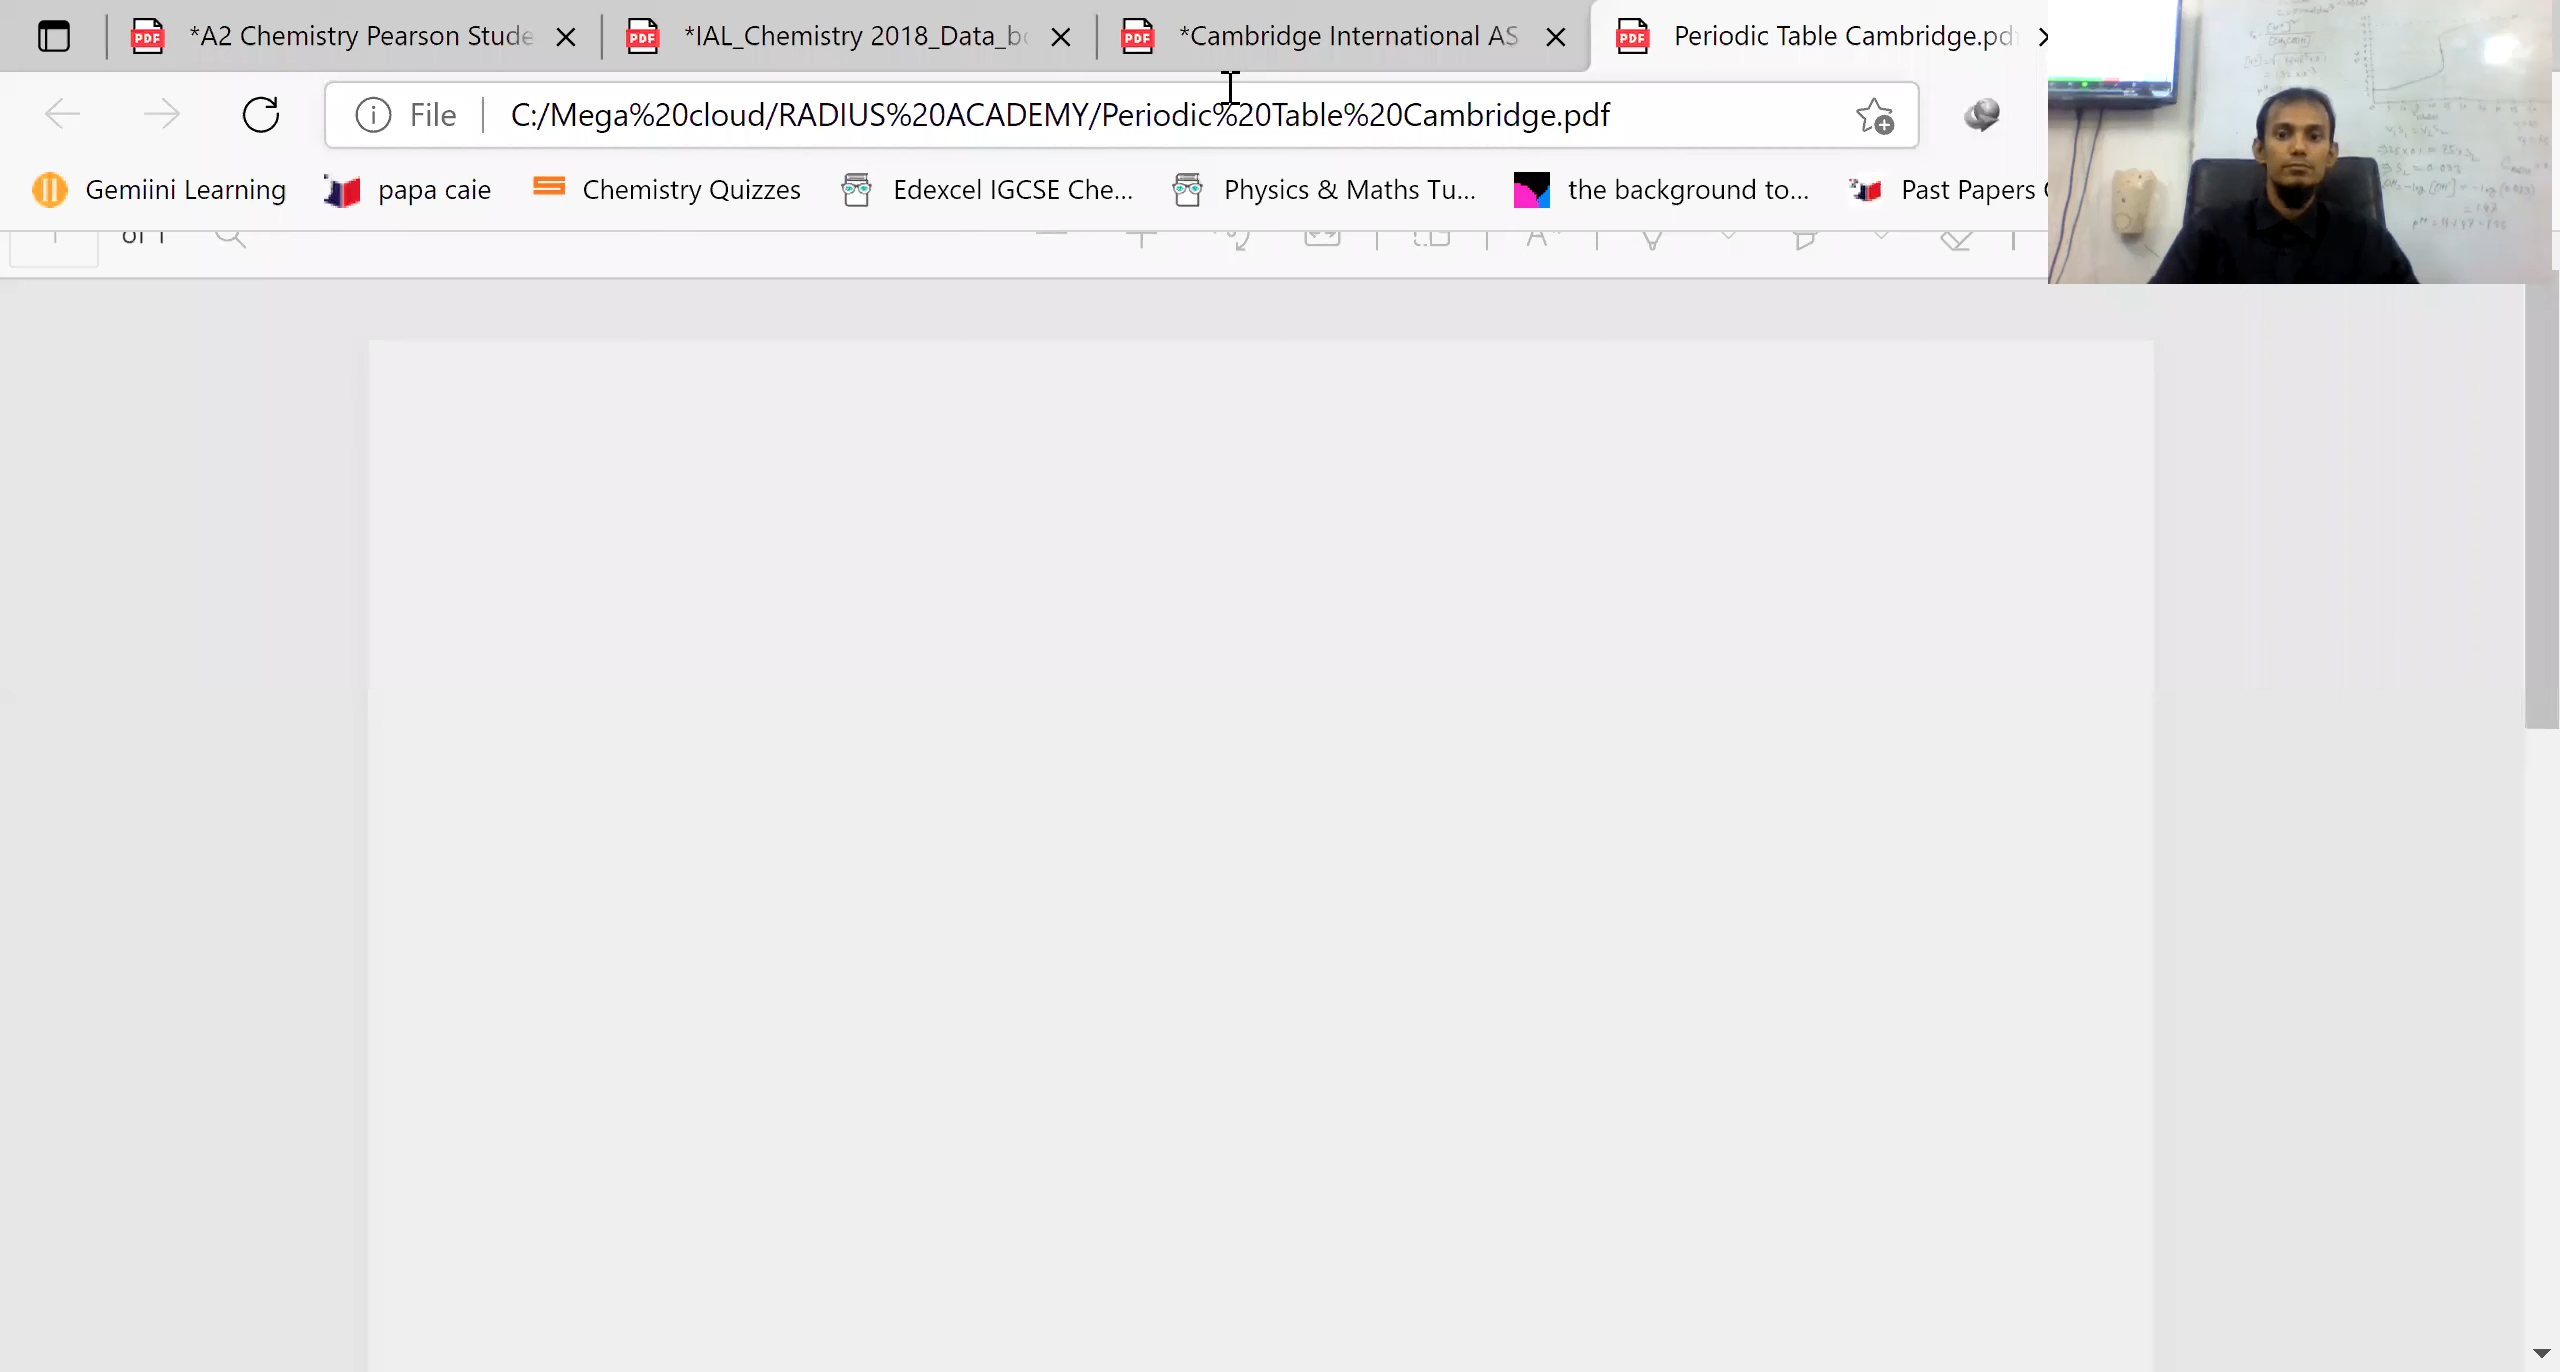 *A2 Chemistry Pearson Stude
*IAL_Chemistry 2018_Data_b
*Cambridge International AS
Periodic Table Cambridge.pd
File
C:/Mega%20cloud/RADIUS%20ACADEMY/Periodic%20Table%20Cambridge.pdf
Gemiini Learning
papa caie
Chemistry Quizzes
Edexcel IGCSE Che...
Physics & Maths Tu...
the background to...
Past Papers
of 1